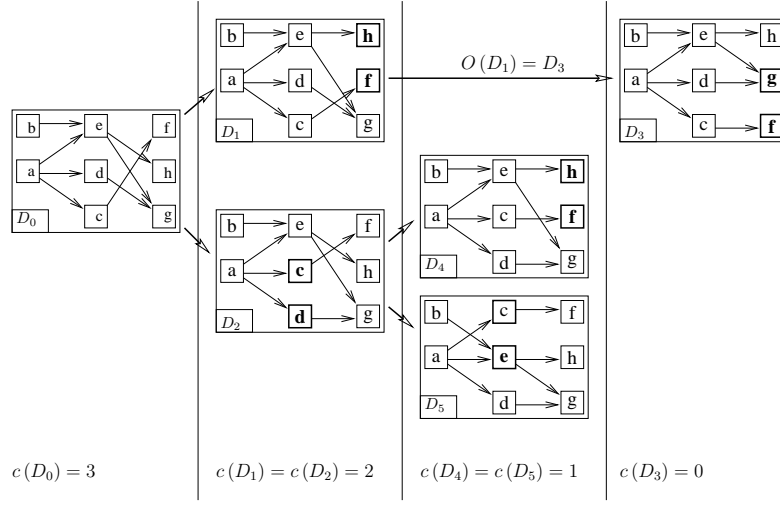 b e f
a d h
c g
D₀
b e h
a d f
c g
D₁
O (D₁) = D₃
b e h
a d g
c f
D₃
b e f
a c h
d g
D₂
b e h
a c f
d g
D₄
b c f
a e h
d g
D₅
c (D₀) = 3
c (D₁) = c (D₂) = 2
c (D₄) = c (D₅) = 1
c (D₃) = 0